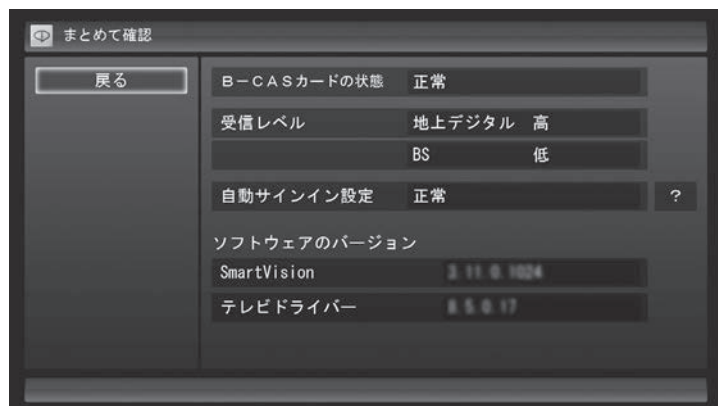 まとめて確認
戻る
B－CASカードの状態 正常
受信レベル 地上デジタル 高
BS 低
自動サインイン設定 正常 ?
ソフトウェアのバージョン
SmartVision
テレビドライバー